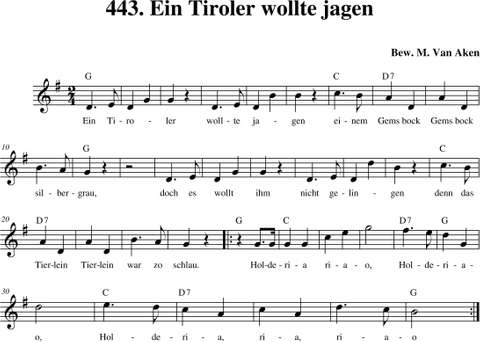 443. Ein Tiroler wollte jagen
Bew. M. Van Aken
G C D7
Ein Ti - ro - ler woll - te ja - gen ei - nem Gems bock Gems bock
10 G C
sil - ber - grau, doch es wollt ihm nicht ge - lin - gen denn das
20 D7 G C D7
Tier-lein Tier-lein war zo schlau. Hol-de-ri-a ri-a-o, Hol-de-ri-a-
30 C D7 G
o, Hol - de - ri - a, ri - a, ri - a - o